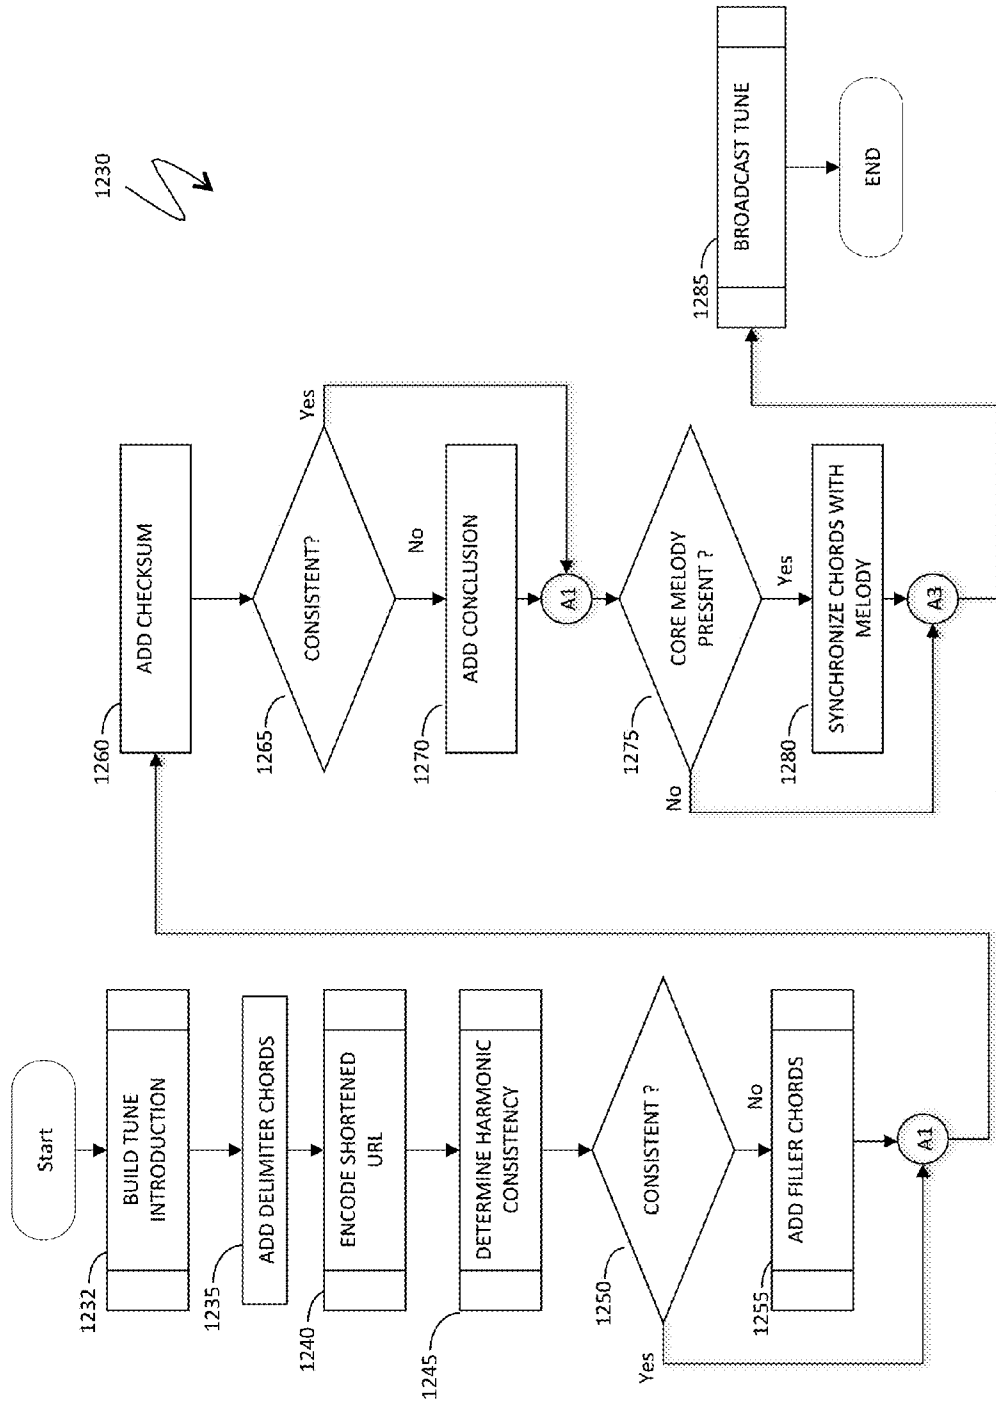 1230
Start
1232
BUILD TUNE
INTRODUCTION
1235
ADD DELIMITER CHORDS
1240
ENCODE SHORTENED
URL
1245
DETERMINE HARMONIC
CONSISTENCY
1250
CONSISTENT ?
Yes
No
1255
ADD FILLER CHORDS
A1
1260
ADD CHECKSUM
1265
CONSISTENT?
Yes
No
1270
ADD CONCLUSION
A1
1275
CORE MELODY
PRESENT ?
No
Yes
1280
SYNCHRONIZE CHORDS WITH
MELODY
A3
1285
BROADCAST TUNE
END